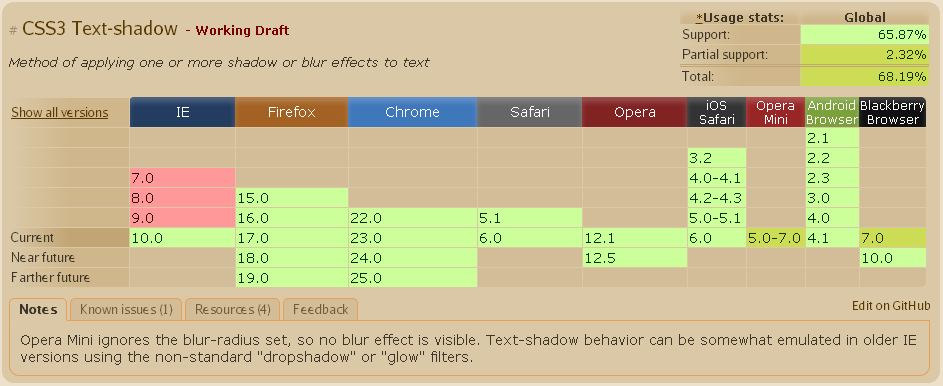 # CSS3 Text-shadow - Working Draft
*Usage stats: Global
Support: 65.87%
Partial support: 2.32%
Total: 68.19%
Method of applying one or more shadow or blur effects to text
Show all versions IE Firefox Chrome Safari Opera iOS Safari Opera Mini Android Browser Blackberry Browser
2.1
3.2 2.2
7.0 4.0-4.1 2.3
8.0 15.0 4.2-4.3 3.0
9.0 16.0 22.0 5.1 5.0-5.1 4.0
Current 10.0 17.0 23.0 6.0 12.1 6.0 5.0-7.0 4.1 7.0
Near future 18.0 24.0 12.5 10.0
Farther future 19.0 25.0
Notes Known issues (1) Resources (4) Feedback Edit on GitHub
Opera Mini ignores the blur-radius set, so no blur effect is visible. Text-shadow behavior can be somewhat emulated in older IE
versions using the non-standard "dropshadow" or "glow" filters.